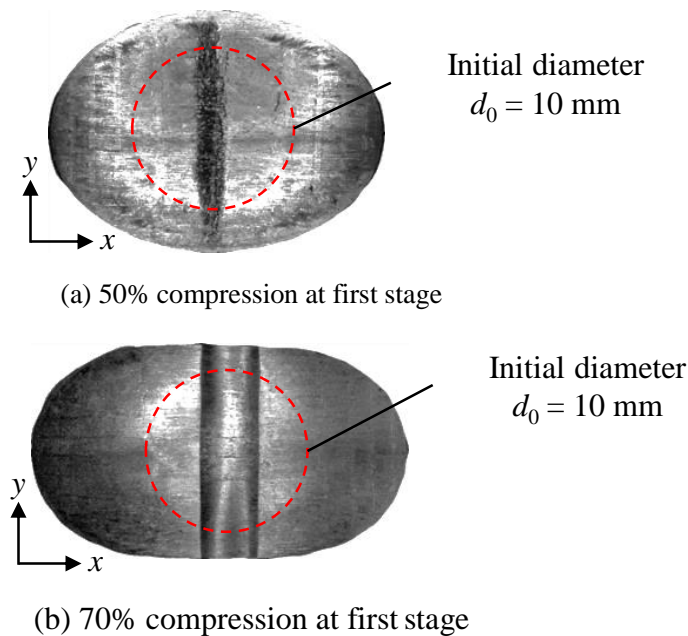 Initial diameter
d₀ = 10 mm
y
x
(a) 50% compression at first stage
Initial diameter
d₀ = 10 mm
y
x
(b) 70% compression at first stage